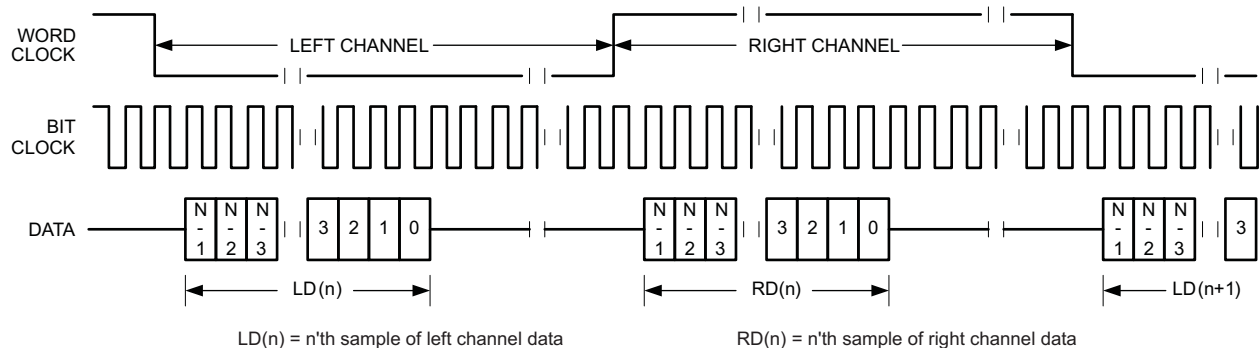 WORD
CLOCK
LEFT CHANNEL
RIGHT CHANNEL
BIT
CLOCK
DATA
N-1 N-2 N-3 3 2 1 0
N-1 N-2 N-3 3 2 1 0
N-1 N-2 N-3 3
LD(n)
RD(n)
LD(n+1)
LD(n) = n'th sample of left channel data
RD(n) = n'th sample of right channel data